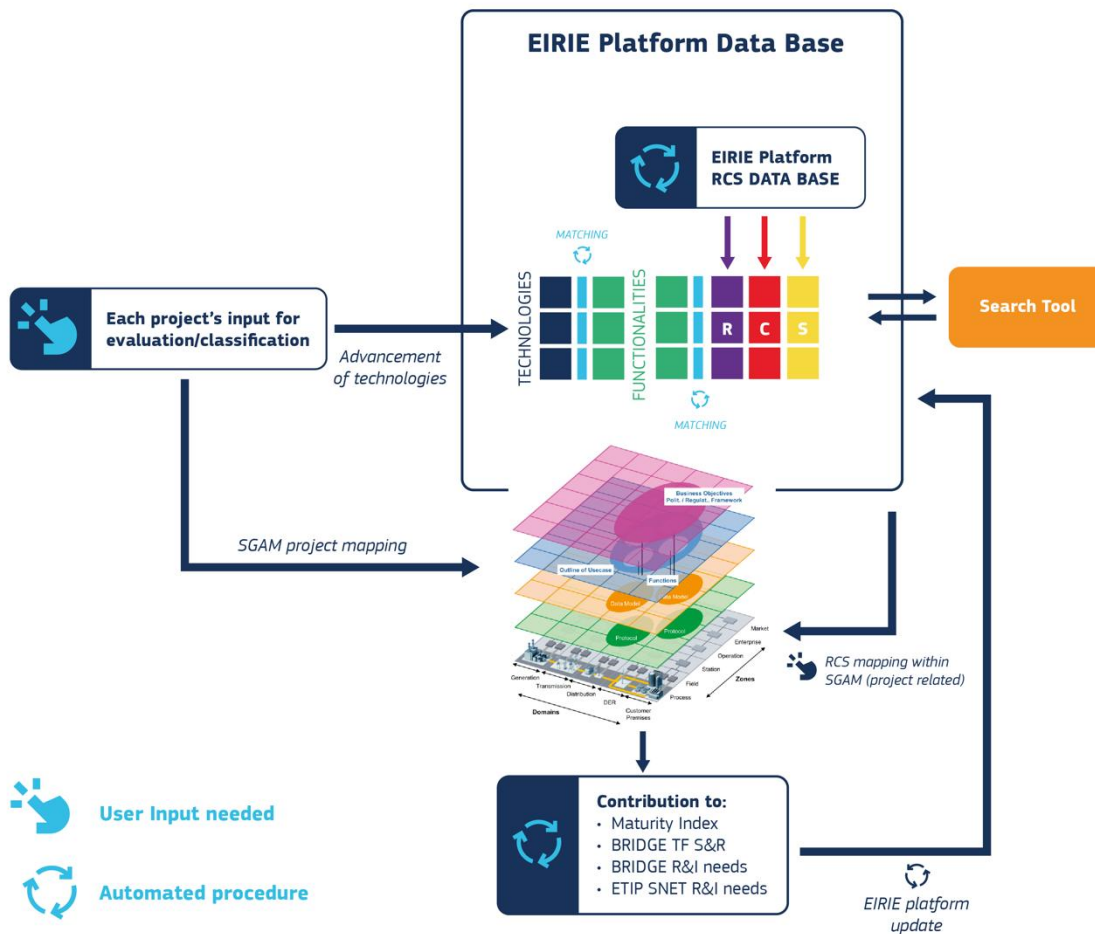 EIRIE Platform Data Base
EIRIE Platform
RCS DATA BASE
MATCHING
TECHNOLOGIES
FUNCTIONALITIES
R
C
S
MATCHING
Each project's input for
evaluation/classification
Advancement
of technologies
Search Tool
SGAM project mapping
Business Objectives
Polit. / Regulat.. Framework
Outline of Usecase
Functions
Data Model
Protocol
Protocol
Market
Enterprise
Operation
Station
Field
Process
Zones
Generation
Transmission
Distribution
DER
Customer
Premises
Domains
RCS mapping within
SGAM (project related)
Contribution to:
• Maturity Index
• BRIDGE TF S&R
• BRIDGE R&I needs
• ETIP SNET R&I needs
EIRIE platform
update
User Input needed
Automated procedure